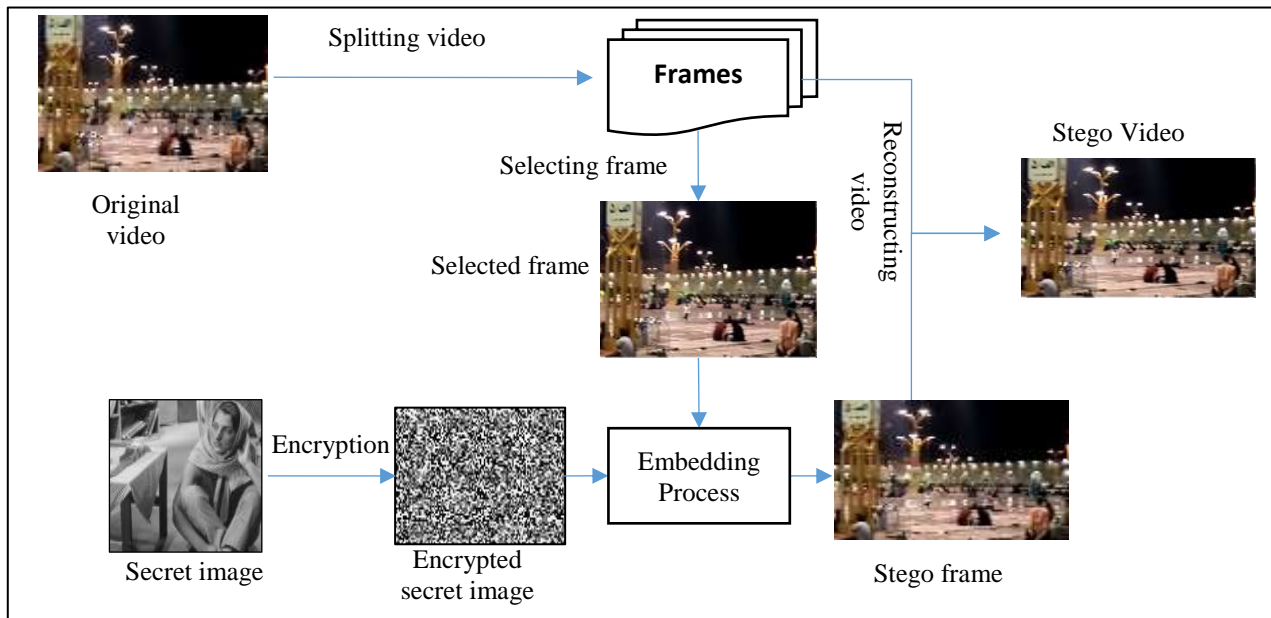 Splitting video
Frames
Original
video
Selecting frame
Selected frame
Reconstructing
video
Stego Video
Encryption
Embedding
Process
Secret image
Encrypted
secret image
Stego frame